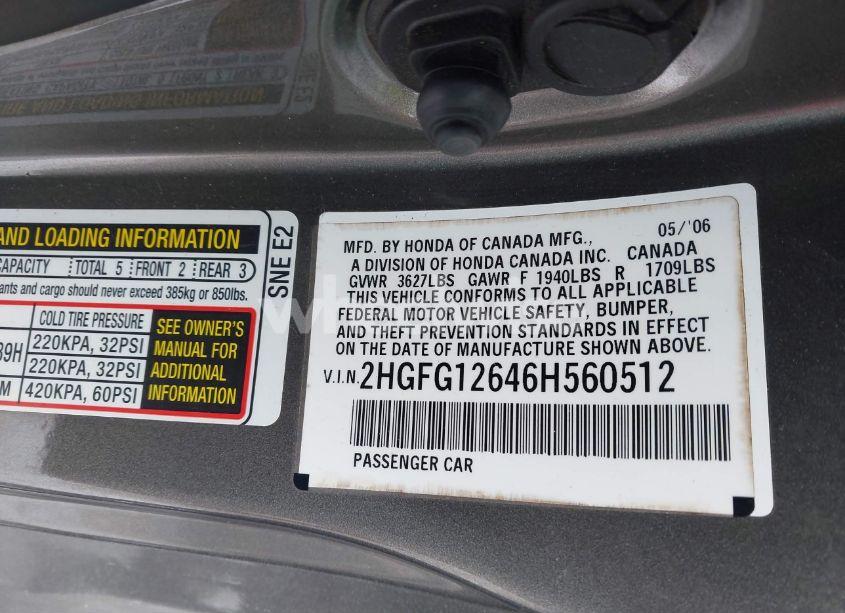 AND LOADING INFORMATION
CAPACITY TOTAL 5 FRONT 2 REAR 3
ants and cargo should never exceed 385kg or 850lbs.
COLD TIRE PRESSURE
39H 220KPA, 32PSI
220KPA, 32PSI
M 420KPA, 60PSI
SEE OWNER'S
MANUAL FOR
ADDITIONAL
INFORMATION
SNE E2
05/'06
MFD. BY HONDA OF CANADA MFG.,
A DIVISION OF HONDA CANADA INC. CANADA
GVWR 3627LBS GAWR F 1940LBS R 1709LBS
THIS VEHICLE CONFORMS TO ALL APPLICABLE
FEDERAL MOTOR VEHICLE SAFETY, BUMPER,
AND THEFT PREVENTION STANDARDS IN EFFECT
ON THE DATE OF MANUFACTURE SHOWN ABOVE.
V.I.N. 2HGFG12646H560512
PASSENGER CAR